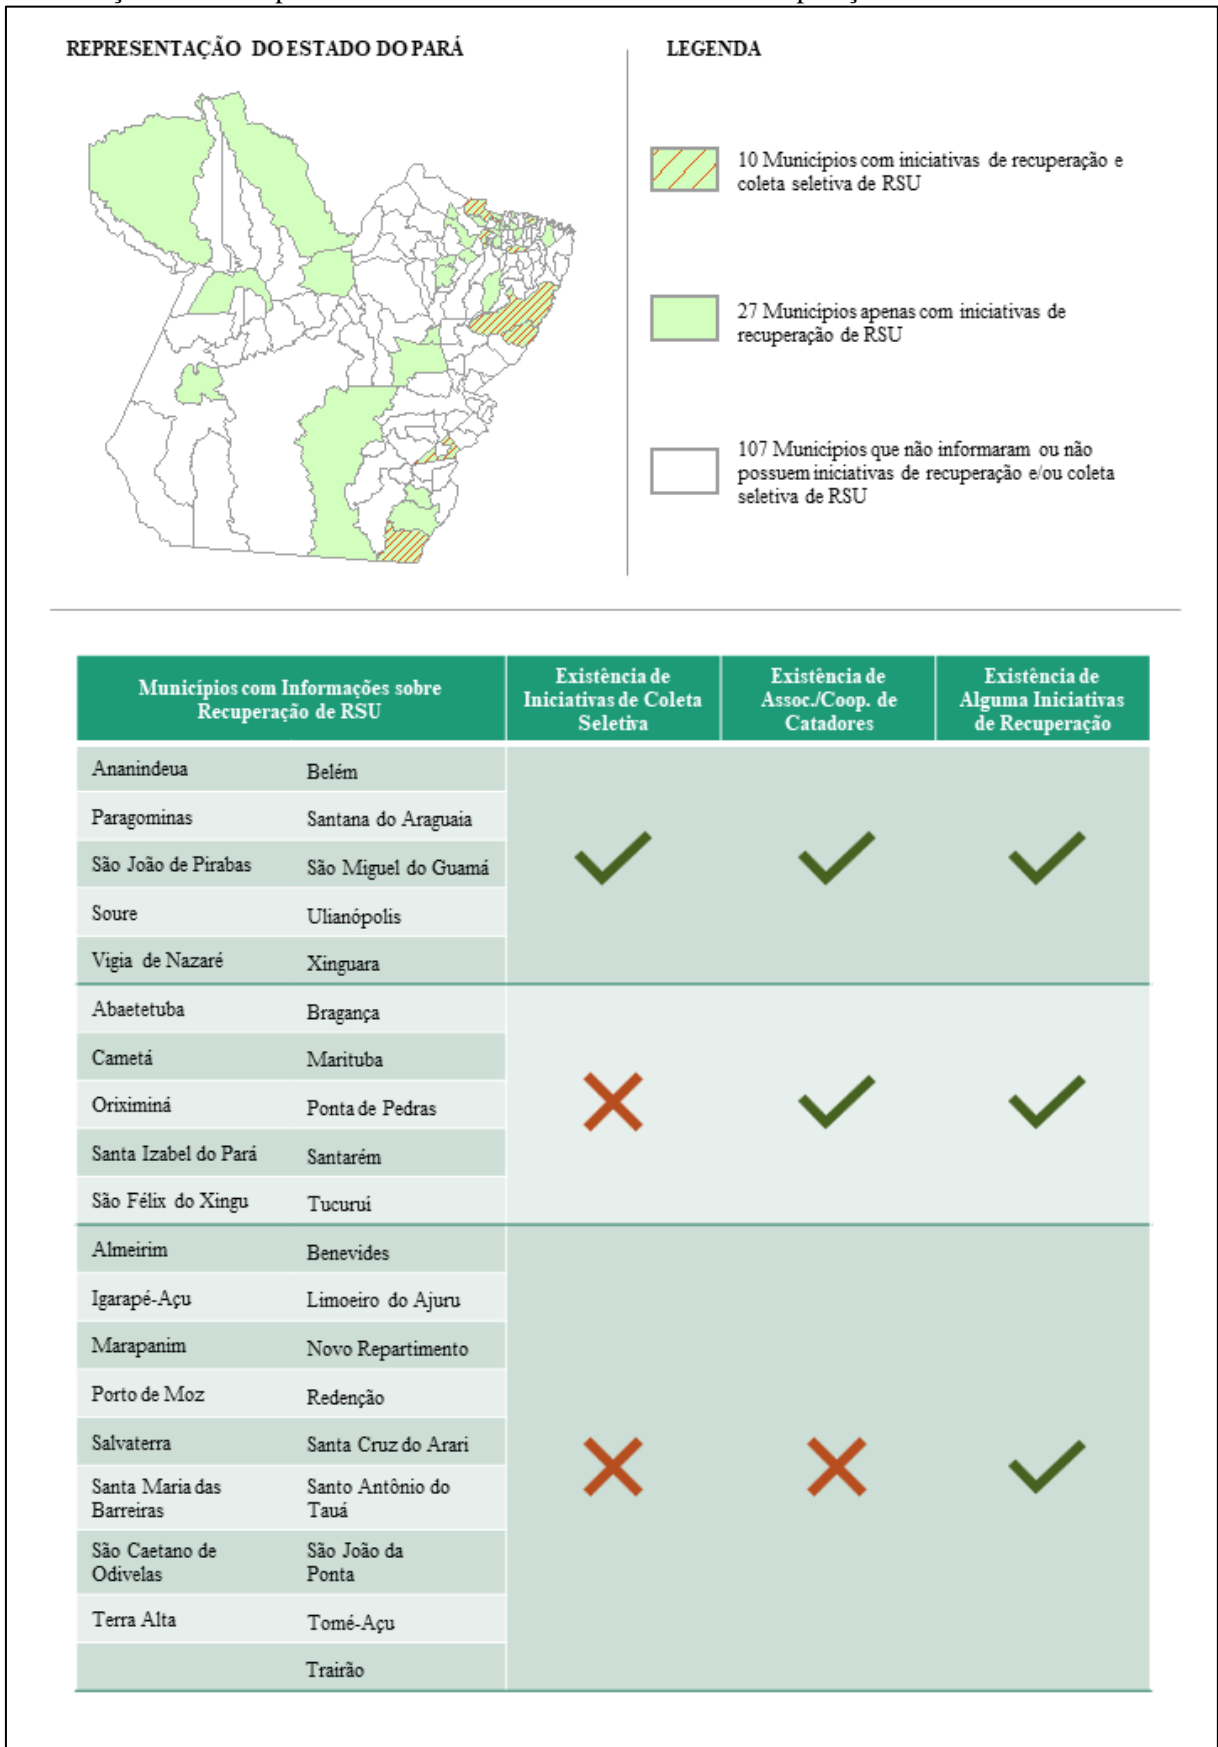 REPRESENTAÇÃO DO ESTADO DO PARÁ
LEGENDA
10 Municípios com iniciativas de recuperação e
coleta seletiva de RSU
27 Municípios apenas com iniciativas de
recuperação de RSU
107 Municípios que não informaram ou não
possuem iniciativas de recuperação e/ou coleta
seletiva de RSU
Municípios com Informações sobre
Recuperação de RSU
Existência de
Iniciativas de Coleta
Seletiva
Existência de
Assoc./Coop. de
Catadores
Existência de
Alguma Iniciativas
de Recuperação
Ananindeua Belém
Paragominas Santana do Araguaia
São João de Pirabas São Miguel do Guamá
Soure Ulianópolis
Vigia de Nazaré Xinguara
Abaetetuba Bragança
Cametá Marituba
Oriximiná Ponta de Pedras
Santa Izabel do Pará Santarém
São Félix do Xingu Tucuruí
Almeirim Benevides
Igarapé-Açu Limoeiro do Ajuru
Marapanim Novo Repartimento
Porto de Moz Redenção
Salvaterra Santa Cruz do Arari
Santa Maria das
Barreiras
Santo Antônio do
Tauá
São Caetano de
Odivelas
São João da
Ponta
Terra Alta Tomé-Açu
Trairão